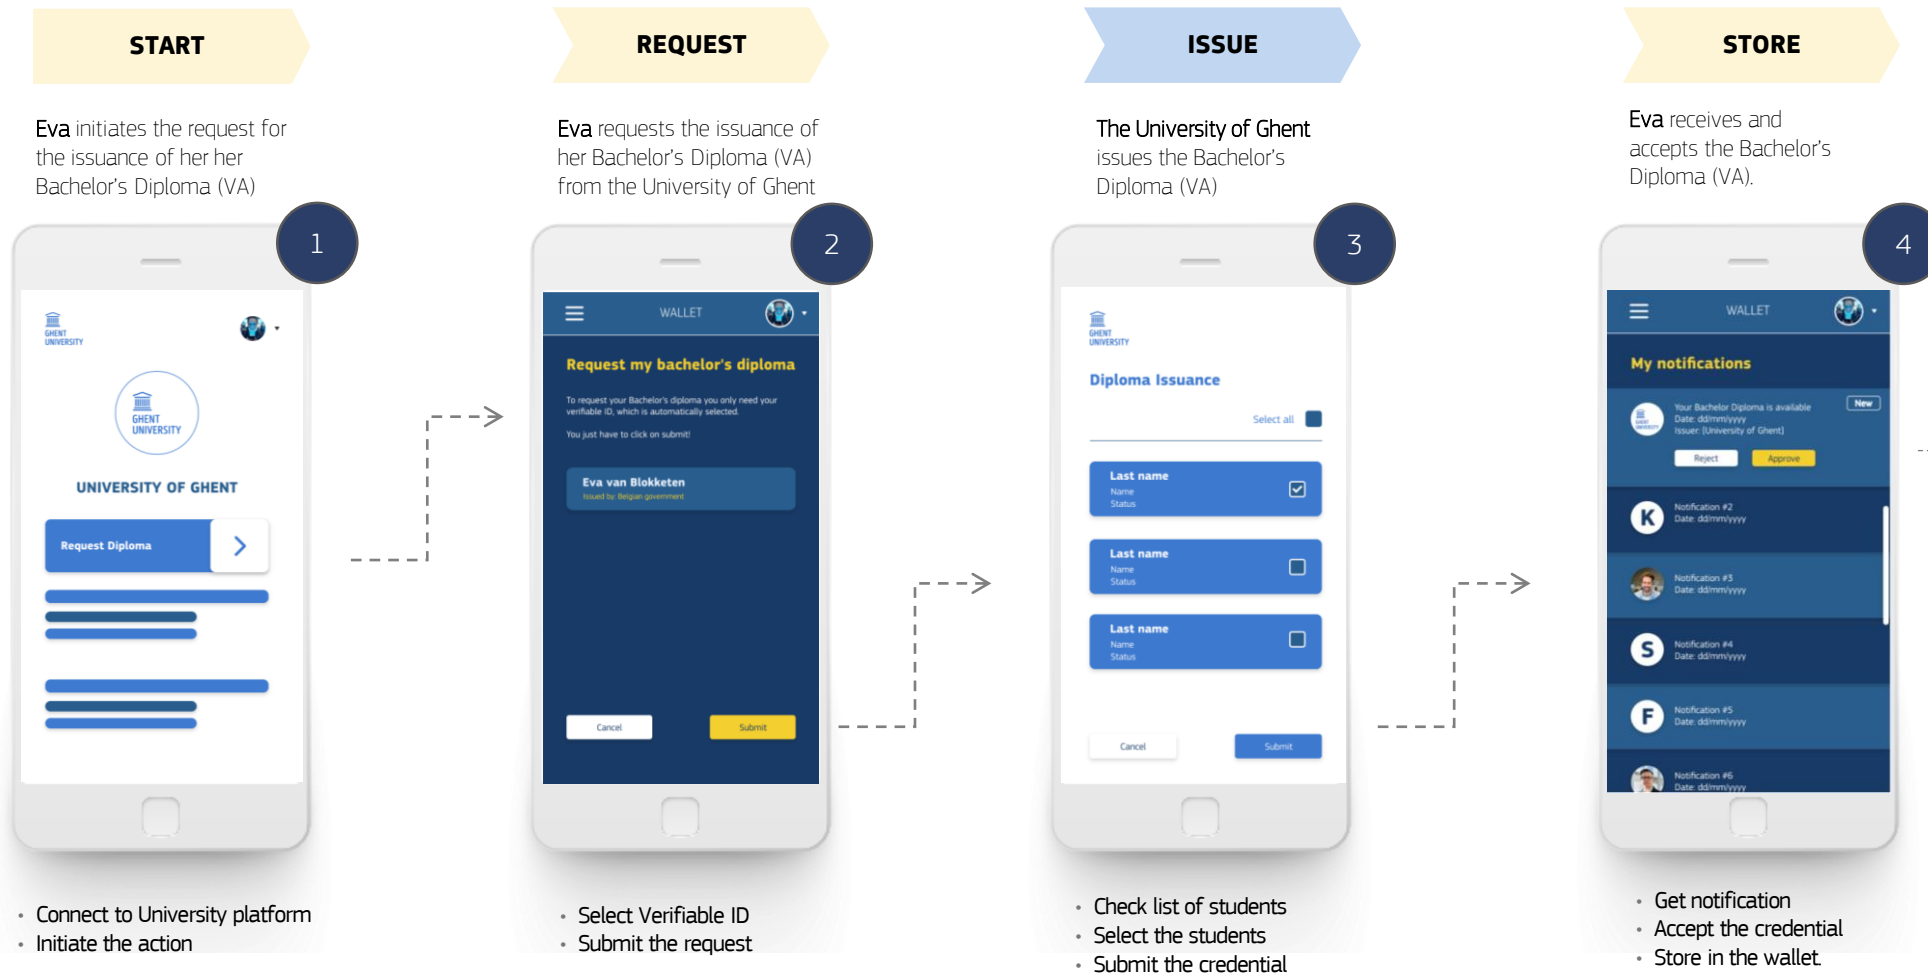 START
Eva initiates the request for
the issuance of her her
Bachelor's Diploma (VA)
1
GHENT
UNIVERSITY
GHENT
UNIVERSITY
UNIVERSITY OF GHENT
Request Diploma
• Connect to University platform
• Initiate the action
REQUEST
Eva requests the issuance of
her Bachelor's Diploma (VA)
from the University of Ghent
2
WALLET
Request my bachelor's diploma
To request your Bachelor's diploma you only need your
verifiable ID, which is automatically selected.
You just have to click on submit!
Eva van Blokketen
Issued by: Belgian government
Cancel
Submit
• Select Verifiable ID
• Submit the request
ISSUE
The University of Ghent
issues the Bachelor's
Diploma (VA)
3
GHENT
UNIVERSITY
Diploma Issuance
Select all
Last name
Name
Status
Last name
Name
Status
Last name
Name
Status
Cancel
Submit
• Check list of students
• Select the students
• Submit the credential
STORE
Eva receives and
accepts the Bachelor's
Diploma (VA).
4
WALLET
My notifications
GHENT
UNIVERSITY
Your Bachelor Diploma is available
New
Date: dd/mm/yyyy
Issuer: [University of Ghent]
Reject
Approve
K
Notification #2
Date: dd/mm/yyyy
Notification #3
Date: dd/mm/yyyy
S
Notification #4
Date: dd/mm/yyyy
F
Notification #5
Date: dd/mm/yyyy
Notification #6
Date: dd/mm/yyyy
• Get notification
• Accept the credential
• Store in the wallet.